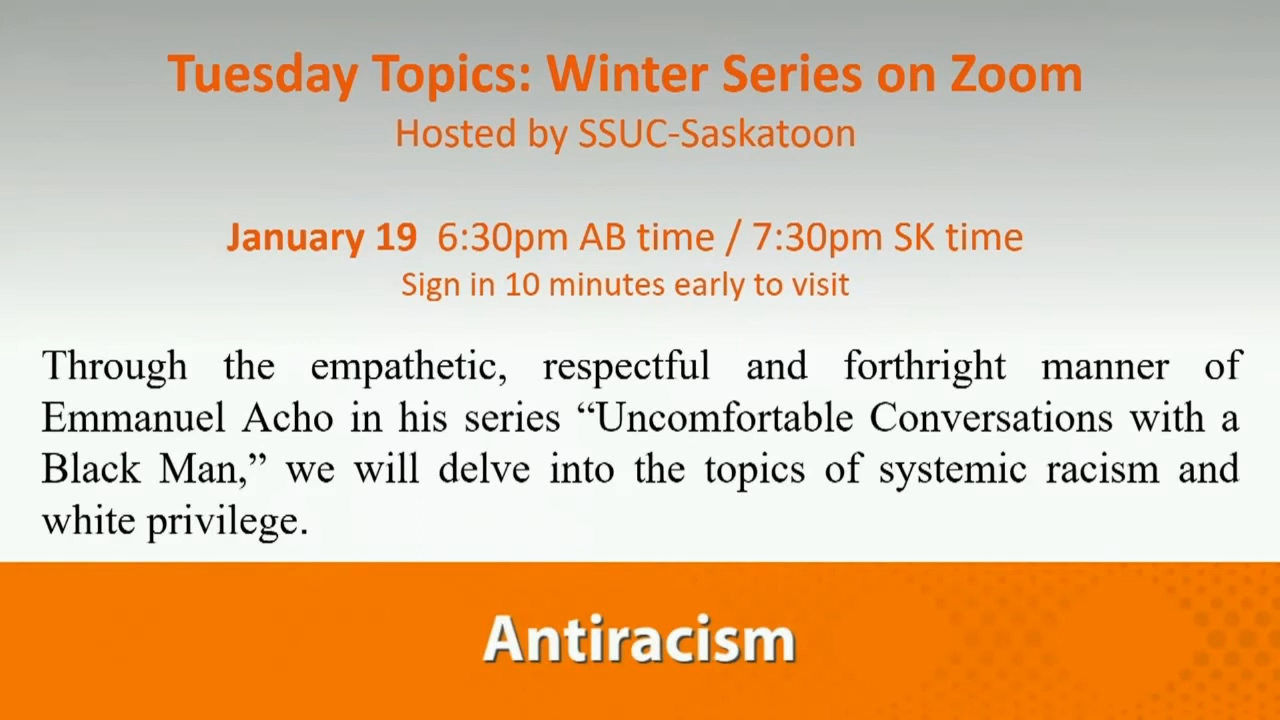 Tuesday Topics: Winter Series on Zoom
Hosted by SSUC-Saskatoon
January 19 6:30pm AB time / 7:30pm SK time
Sign in 10 minutes early to visit
Through the empathetic, respectful and forthright manner of
Emmanuel Acho in his series “Uncomfortable Conversations with a
Black Man,” we will delve into the topics of systemic racism and
white privilege.
Antiracism